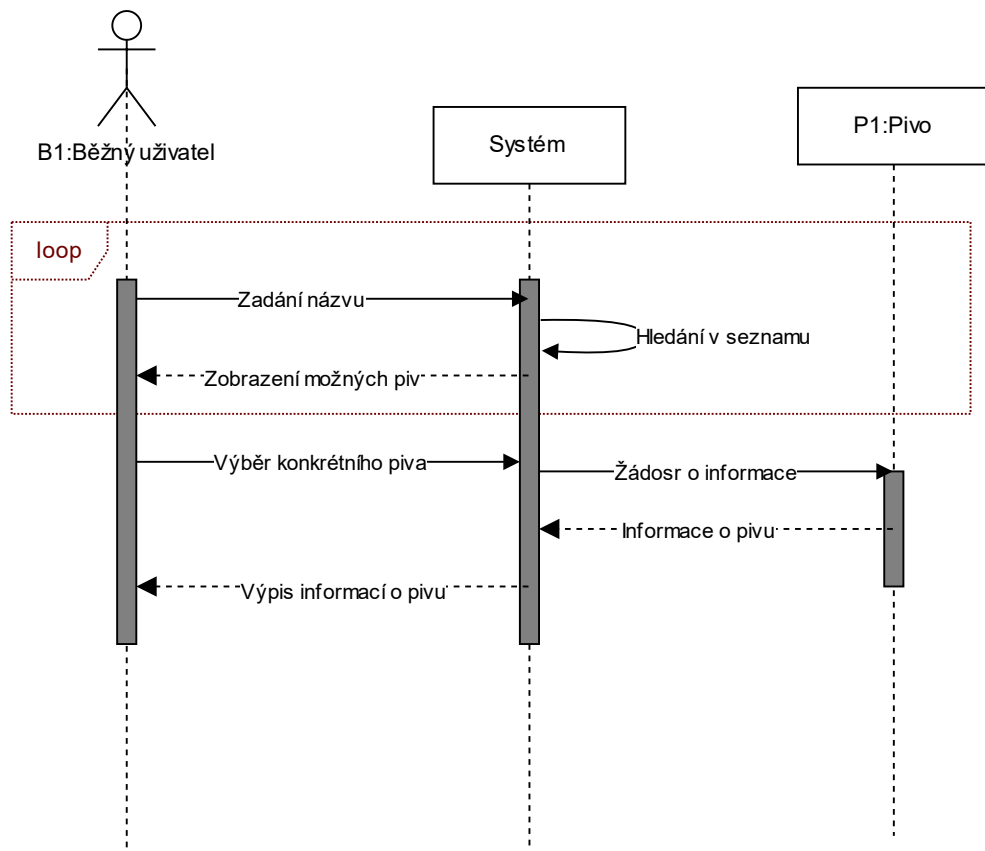 B1:Běžný uživatel
Systém
P1:Pivo
loop
Zadání názvu
Hledání v seznamu
Zobrazení možných piv
Výběr konkrétního piva
Žádosr o informace
Informace o pivu
Výpis informací o pivu